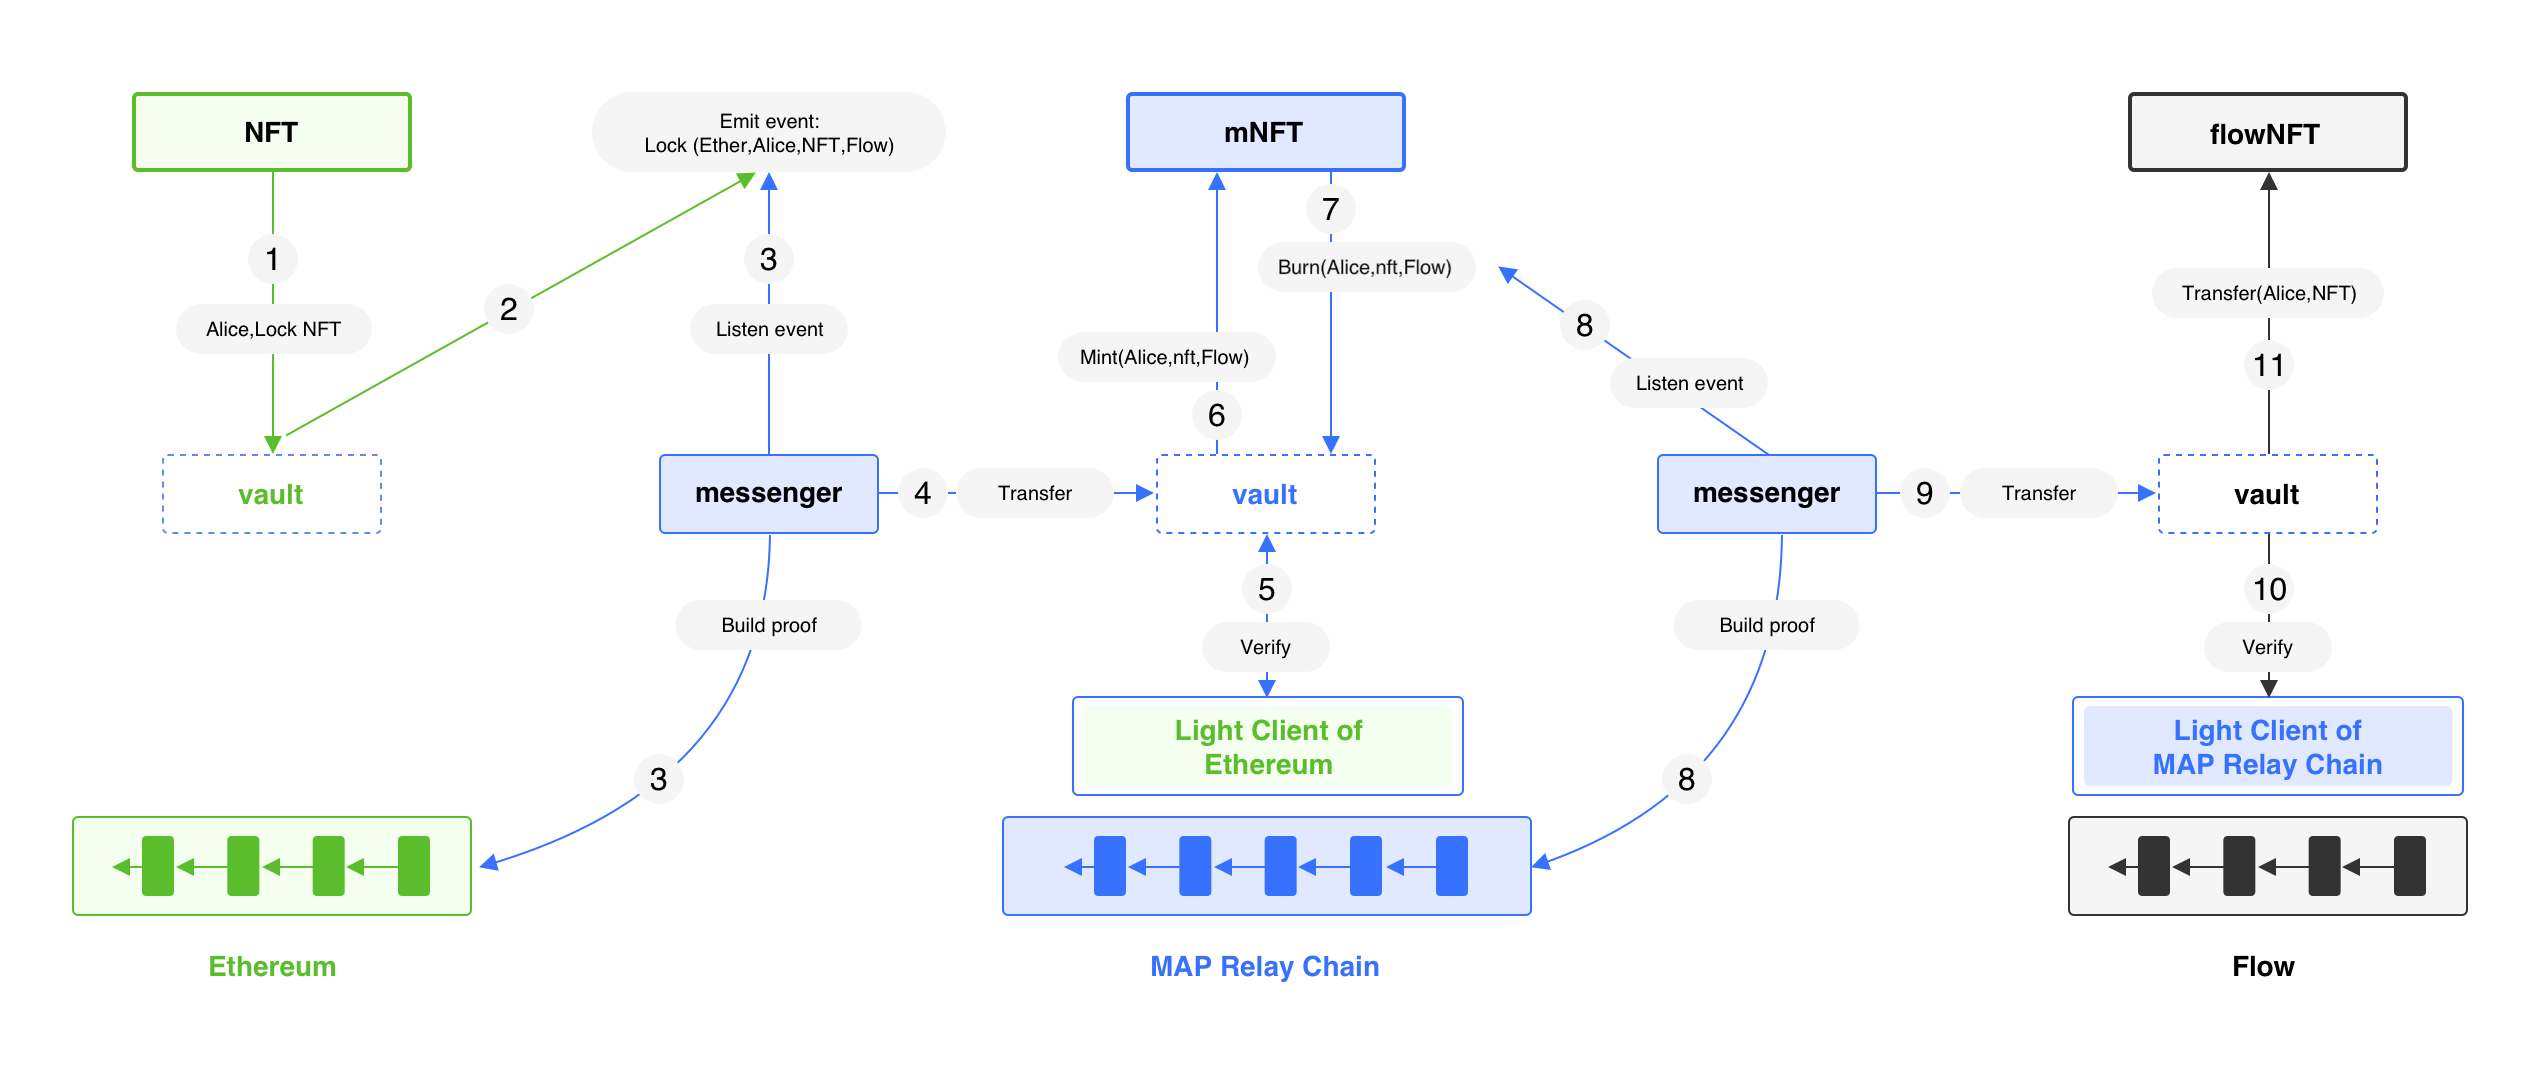 NFT
Emit event:
Lock (Ether,Alice,NFT,Flow)
mNFT
flowNFT
1
Alice,Lock NFT
2
3
Listen event
7
Burn(Alice,nft,Flow)
Mint(Alice,nft,Flow)
6
8
Listen event
Transfer(Alice,NFT)
11
vault
messenger
4
Transfer
vault
messenger
9
Transfer
vault
Build proof
3
5
Verify
Build proof
8
10
Verify
Light Client of
Ethereum
Light Client of
MAP Relay Chain
Ethereum
MAP Relay Chain
Flow